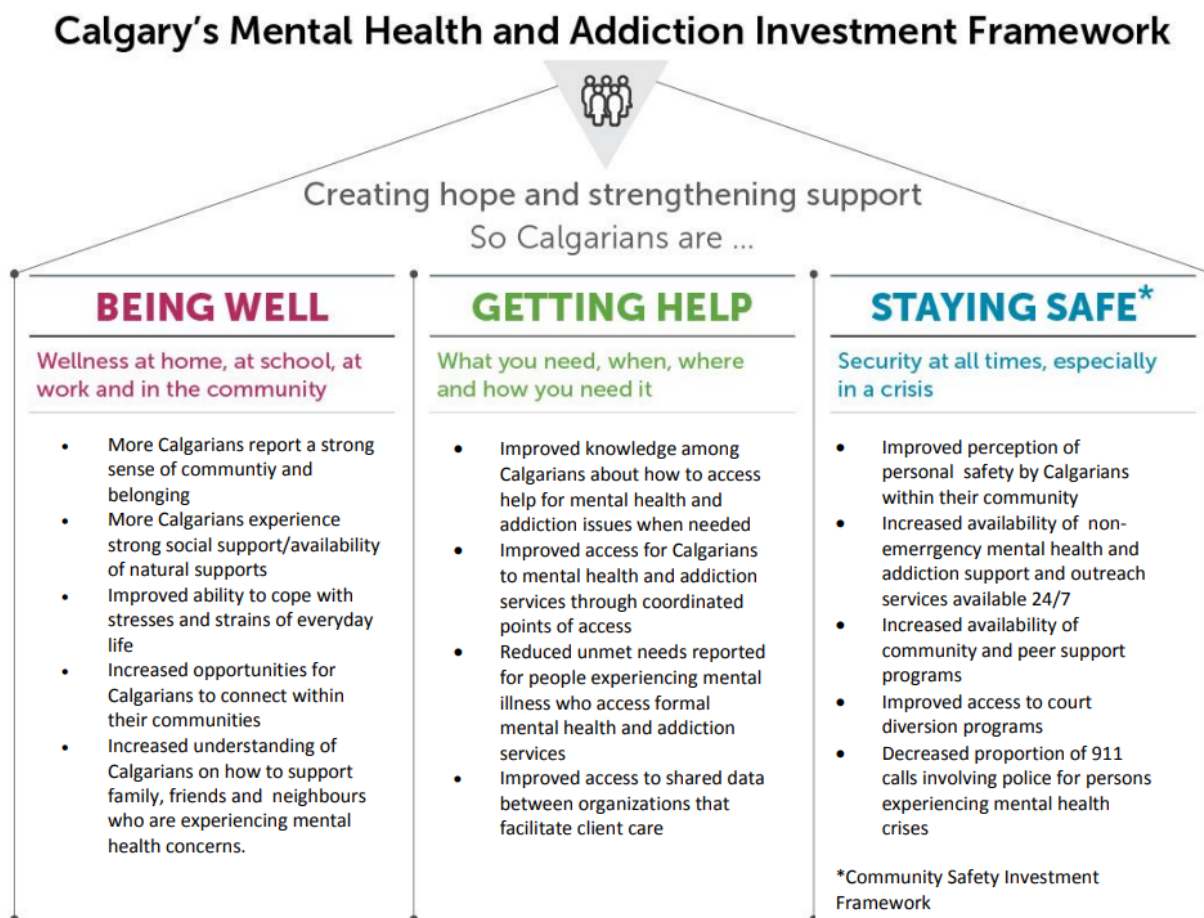 Calgary's Mental Health and Addiction Investment Framework
Creating hope and strengthening support
So Calgarians are ...
BEING WELL
Wellness at home, at school, at
work and in the community
• More Calgarians report a strong
sense of communtiy and
belonging
• More Calgarians experience
strong social support/availability
of natural supports
• Improved ability to cope with
stresses and strains of everyday
life
• Increased opportunities for
Calgarians to connect within
their communities
• Increased understanding of
Calgarians on how to support
family, friends and neighbours
who are experiencing mental
health concerns.
GETTING HELP
What you need, when, where
and how you need it
• Improved knowledge among
Calgarians about how to access
help for mental health and
addiction issues when needed
• Improved access for Calgarians
to mental health and addiction
services through coordinated
points of access
• Reduced unmet needs reported
for people experiencing mental
illness who access formal
mental health and addiction
services
• Improved access to shared data
between organizations that
facilitate client care
STAYING SAFE*
Security at all times, especially
in a crisis
• Improved perception of
personal safety by Calgarians
within their community
• Increased availability of non-
emerrgency mental health and
addiction support and outreach
services available 24/7
• Increased availability of
community and peer support
programs
• Improved access to court
diversion programs
• Decreased proportion of 911
calls involving police for persons
experiencing mental health
crises
*Community Safety Investment
Framework